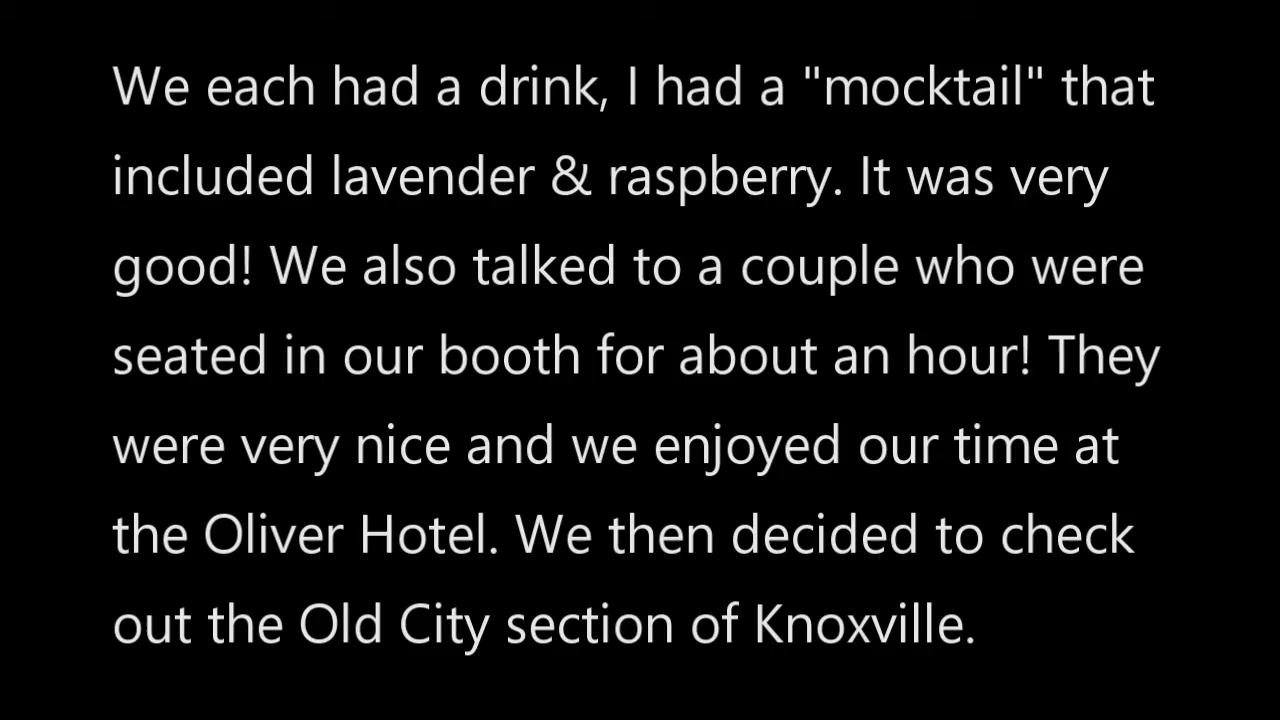 We each had a drink, I had a "mocktail" that
included lavender & raspberry. It was very
good! We also talked to a couple who were
seated in our booth for about an hour! They
were very nice and we enjoyed our time at
the Oliver Hotel. We then decided to check
out the Old City section of Knoxville.